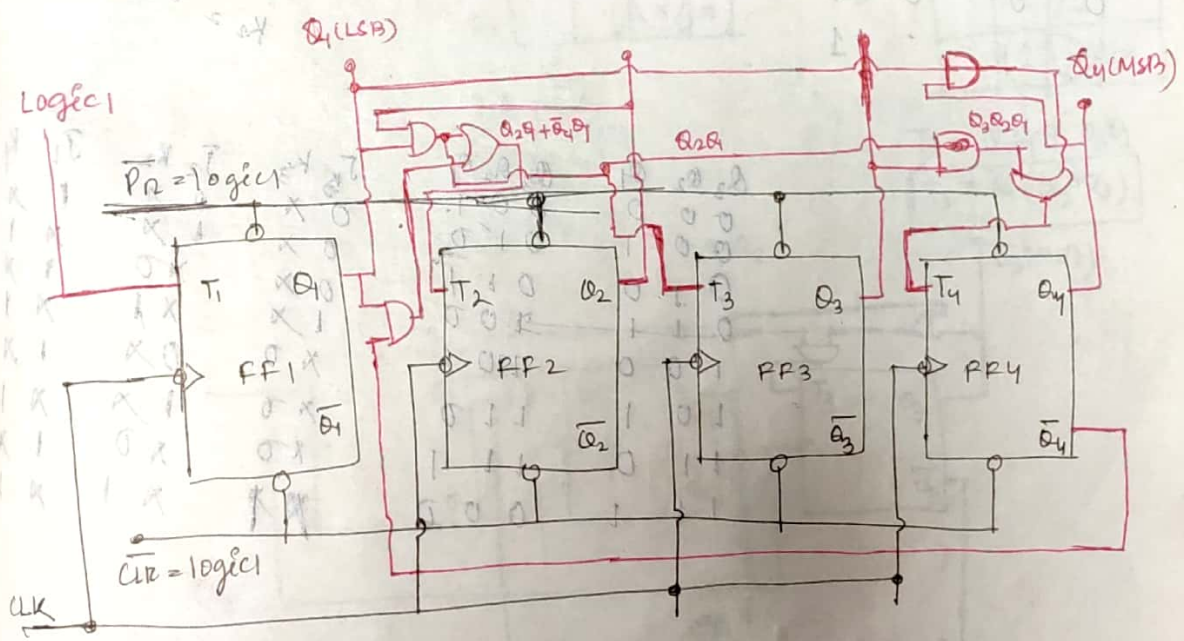 Q1(LSB)
Q4(MSB)
Logic1
Q2Q1+Q̅4Q1
Q2Q1
Q3Q2Q1
P̅r̅ = logic1
T1 Q1
FF1
Q̅1
T2 Q2
FF2
Q̅2
T3 Q3
FF3
Q̅3
T4 Q4
FF4
Q̅4
C̅l̅r̅ = logic1
CLK